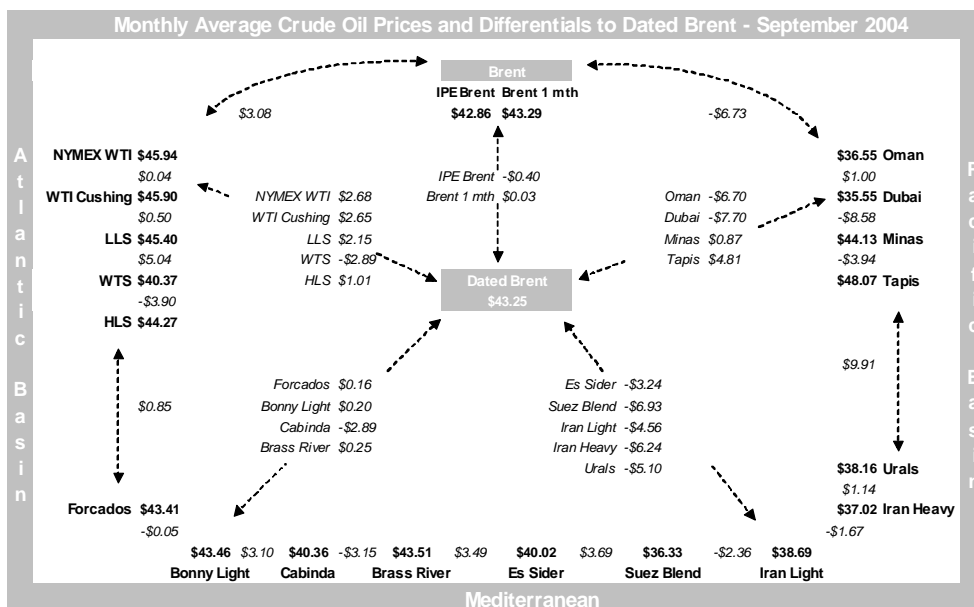 Monthly Average Crude Oil Prices and Differentials to Dated Brent - September 2004
Brent
IPE Brent Brent 1 mth
$42.86 $43.29
$3.08
-$6.73
Atlantic Basin
NYMEX WTI $45.94
$0.04
WTI Cushing $45.90
$0.50
LLS $45.40
$5.04
WTS $40.37
-$3.90
HLS $44.27
NYMEX WTI $2.68
WTI Cushing $2.65
LLS $2.15
WTS -$2.89
HLS $1.01
IPE Brent -$0.40
Brent 1 mth $0.03
Dated Brent
$43.25
Oman -$6.70
Dubai -$7.70
Minas $0.87
Tapis $4.81
$36.55 Oman
$1.00
$35.55 Dubai
-$8.58
$44.13 Minas
-$3.94
$48.07 Tapis
$0.85
Forcados $0.16
Bonny Light $0.20
Cabinda -$2.89
Brass River $0.25
Es Sider -$3.24
Suez Blend -$6.93
Iran Light -$4.56
Iran Heavy -$6.24
Urals -$5.10
$9.91
$38.16 Urals
$1.14
$37.02 Iran Heavy
-$1.67
Forcados $43.41
-$0.05
$43.46 $3.10 $40.36 -$3.15 $43.51 $3.49 $40.02 $3.69 $36.33 -$2.36 $38.69
Bonny Light Cabinda Brass River Es Sider Suez Blend Iran Light
Mediterranean